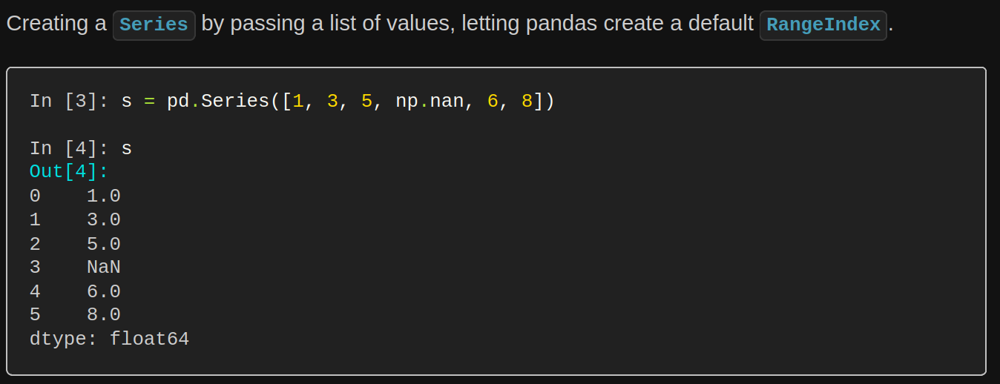 Creating a Series by passing a list of values, letting pandas create a default RangeIndex.
In [3]: s = pd.Series([1, 3, 5, np.nan, 6, 8])
In [4]: s
Out[4]:
0    1.0
1    3.0
2    5.0
3    NaN
4    6.0
5    8.0
dtype: float64